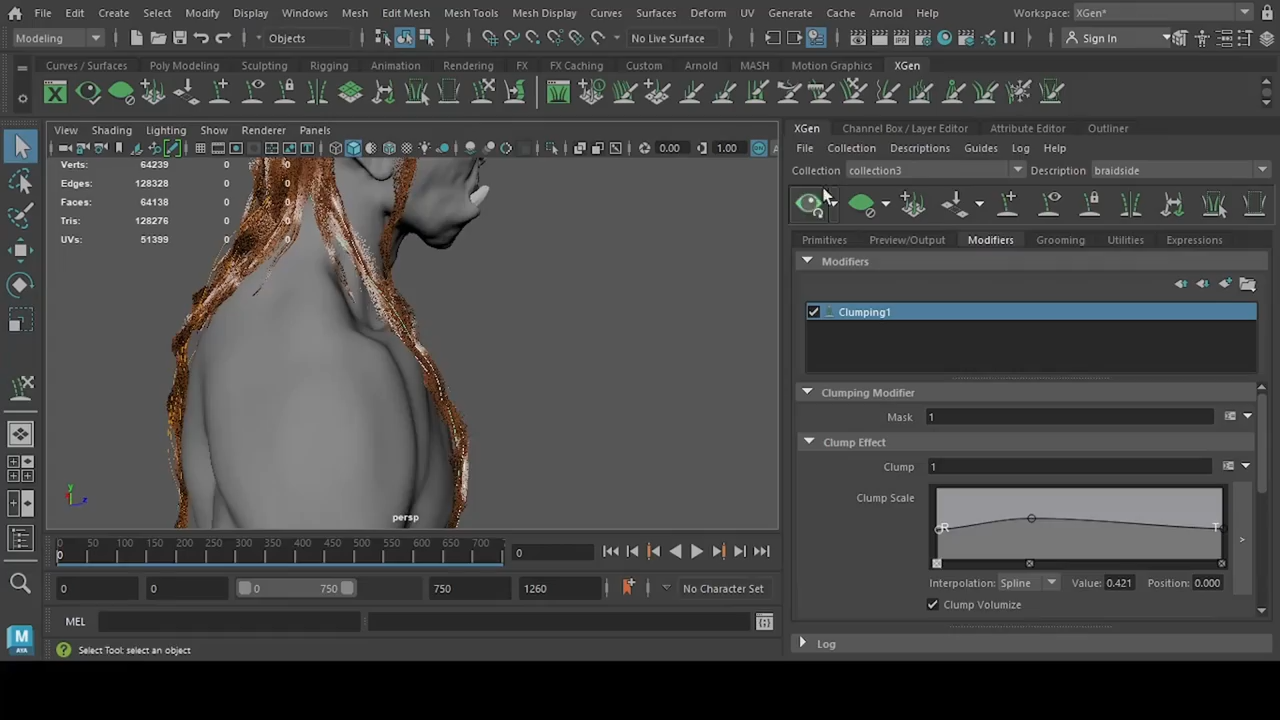 File Edit Create Select Modify Display Windows Mesh Edit Mesh Mesh Tools Mesh Display Curves Surfaces Deform UV Generate Cache Arnold Help Workspace: XGen*
Modeling Objects No Live Surface Sign In
Curves / Surfaces Poly Modeling Sculpting Rigging Animation Rendering FX FX Caching Custom Arnold MASH Motion Graphics XGen
View Shading Lighting Show Renderer Panels
0.00 1.00
Verts: 64239 0 0
Edges: 128328 0 0
Faces: 64138 0 0
Tris: 128276 0 0
UVs: 51399 0 0
persp
XGen Channel Box / Layer Editor Attribute Editor Outliner
File Collection Descriptions Guides Log Help
Collection collection3 Description braidside
Primitives Preview/Output Modifiers Grooming Utilities Expressions
Modifiers
Clumping1
Clumping Modifier
Mask 1
Clump Effect
Clump 1
Clump Scale
R T
Interpolation: Spline Value: 0.421 Position: 0.000
Clump Volumize
Log
0 50 100 150 200 250 300 350 400 450 500 550 600 650 700
0 0
0 0 0 750 750 1260 No Character Set
MEL
M
AYA
Select Tool: select an object